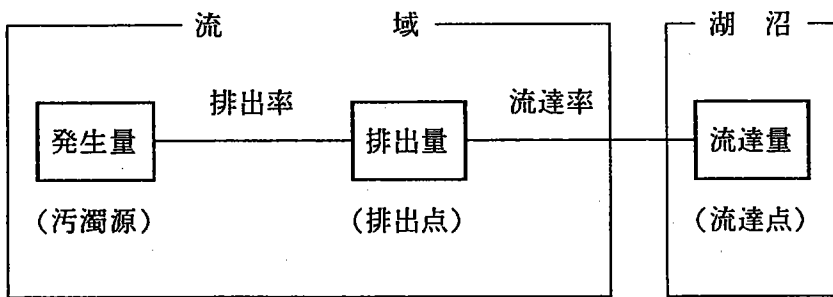 流 域 湖 沼
排出率 流達率
発生量 排出量 流達量
（汚濁源） （排出点） （流達点）